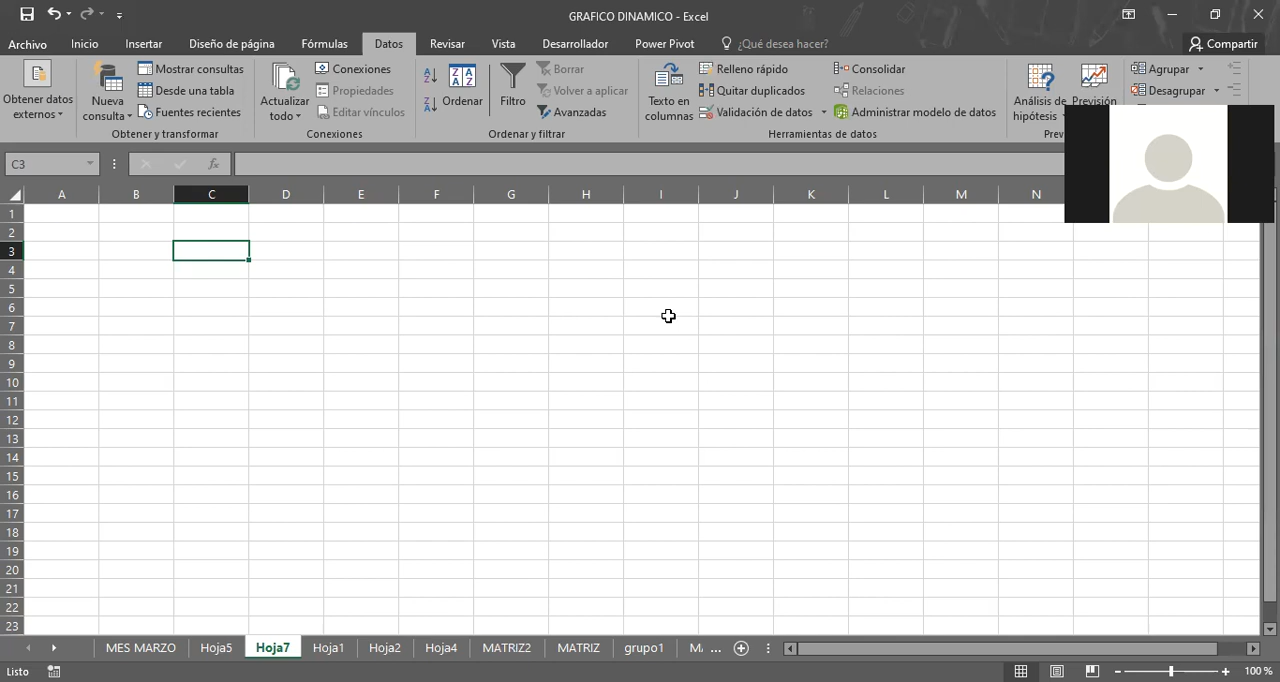 GRAFICO DINAMICO - Excel
Archivo Inicio Insertar Diseño de página Fórmulas Datos Revisar Vista Desarrollador Power Pivot ¿Qué desea hacer? Compartir
Obtener datos externos
Nueva consulta
Mostrar consultas
Desde una tabla
Fuentes recientes
Obtener y transformar
Actualizar todo
Conexiones
Propiedades
Editar vínculos
Conexiones
Ordenar
Filtro
Borrar
Volver a aplicar
Avanzadas
Ordenar y filtrar
Texto en columnas
Relleno rápido
Quitar duplicados
Validación de datos
Consolidar
Relaciones
Administrar modelo de datos
Herramientas de datos
Análisis de hipótesis
Previsión
Agrupar
Desagrupar
C3 fx
A B C D E F G H I J K L M N
1
2
3
4
5
6
7
8
9
10
11
12
13
14
15
16
17
18
19
20
21
22
23
MES MARZO Hoja5 Hoja7 Hoja1 Hoja2 Hoja4 MATRIZ2 MATRIZ grupo1 ...
Listo 100 %